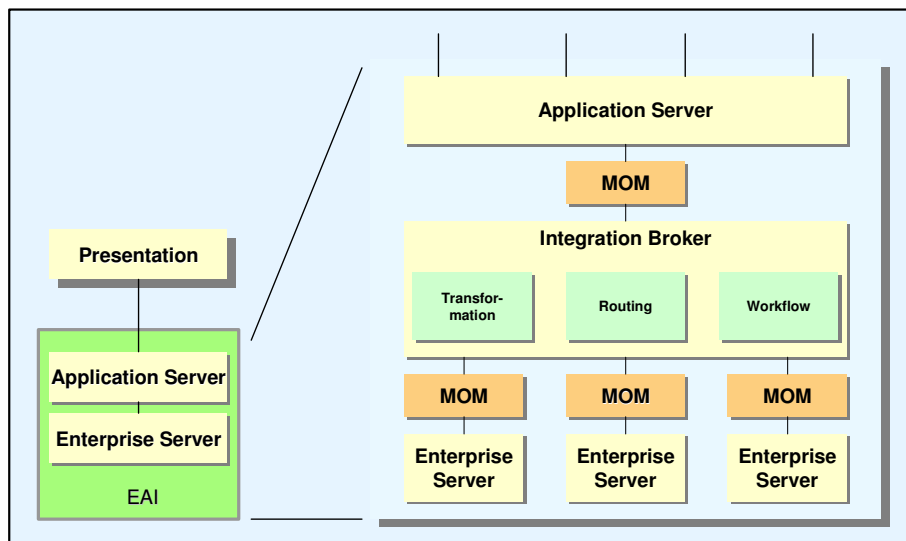 Presentation
Application Server
Enterprise Server
EAI
Application Server
MOM
Integration Broker
Transfor-
mation
Routing
Workflow
MOM
MOM
MOM
Enterprise
Server
Enterprise
Server
Enterprise
Server